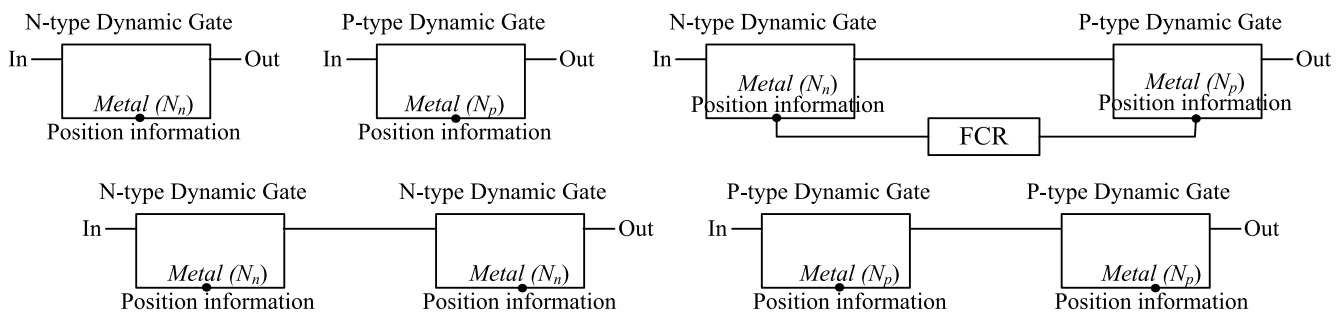 N-type Dynamic Gate
In
Out
Metal (Nn)
Position information
P-type Dynamic Gate
In
Out
Metal (Np)
Position information
N-type Dynamic Gate
P-type Dynamic Gate
In
Out
Metal (Nn)
Metal (Np)
Position information
Position information
FCR
N-type Dynamic Gate
N-type Dynamic Gate
In
Out
Metal (Nn)
Metal (Nn)
Position information
Position information
P-type Dynamic Gate
P-type Dynamic Gate
In
Out
Metal (Np)
Metal (Np)
Position information
Position information